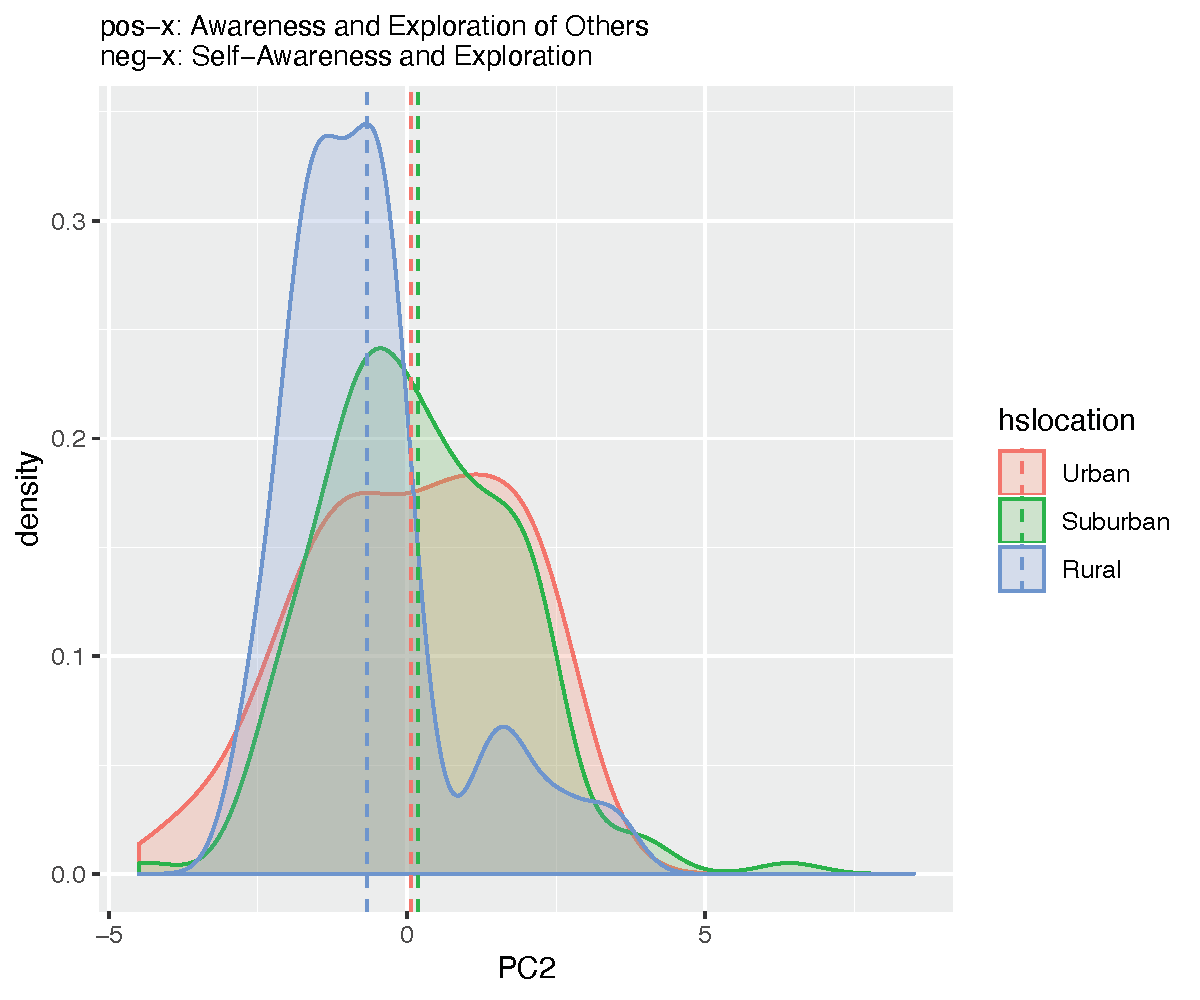 pos−x: Awareness and Exploration of Others
neg−x: Self−Awareness and Exploration
0.3
0.2
0.1
0.0
density
−5
0
5
PC2
hslocation
Urban
Suburban
Rural